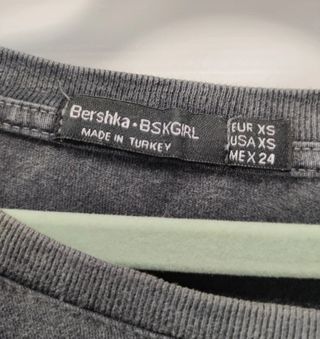 Bershka • BSKGIRL
MADE IN TURKEY
EUR XS
USA XS
MEX 24